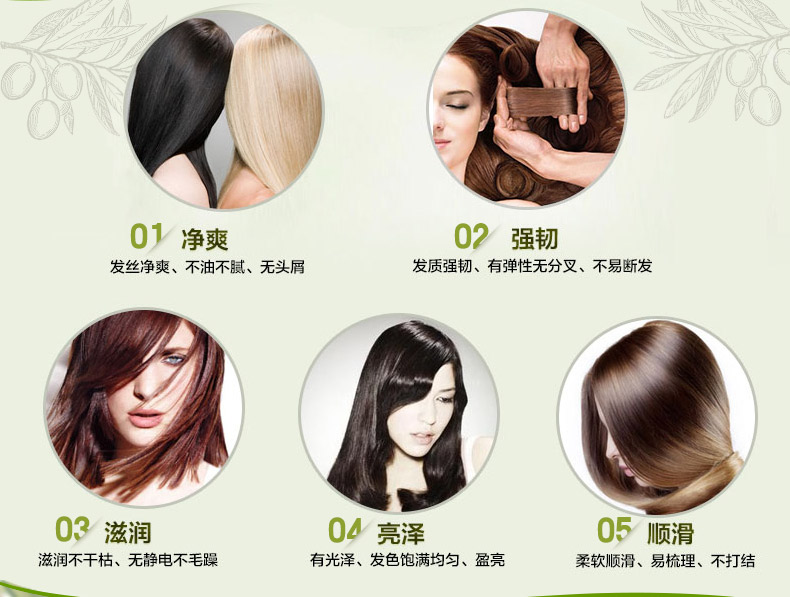 01 净爽
发丝净爽、不油不腻、无头屑
02 强韧
发质强韧、有弹性无分叉、不易断发
03 滋润
滋润不干枯、无静电不毛躁
04 亮泽
有光泽、发色饱满均匀、盈亮
05 顺滑
柔软顺滑、易梳理、不打结